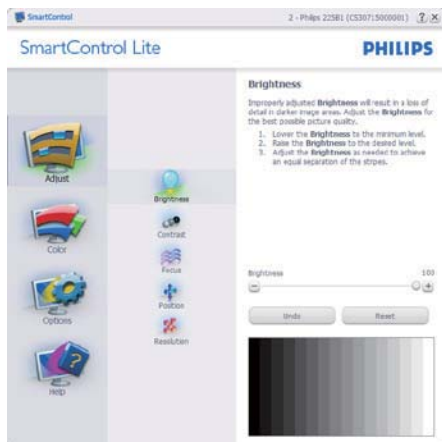 SmartControl
2 - Philips 225B1 (CS30715000001) ? X
SmartControl Lite
PHILIPS
Adjust
Color
Options
Help
Brightness
Contrast
Focus
Position
Resolution
Brightness
Improperly adjusted Brightness will result in a loss of
detail in darker image areas. Adjust the Brightness for
the best possible picture quality.
1. Lower the Brightness to the minimum level.
2. Raise the Brightness to the desired level.
3. Adjust the Brightness as needed to achieve
an equal separation of the stripes.
Brightness 100
Undo Reset